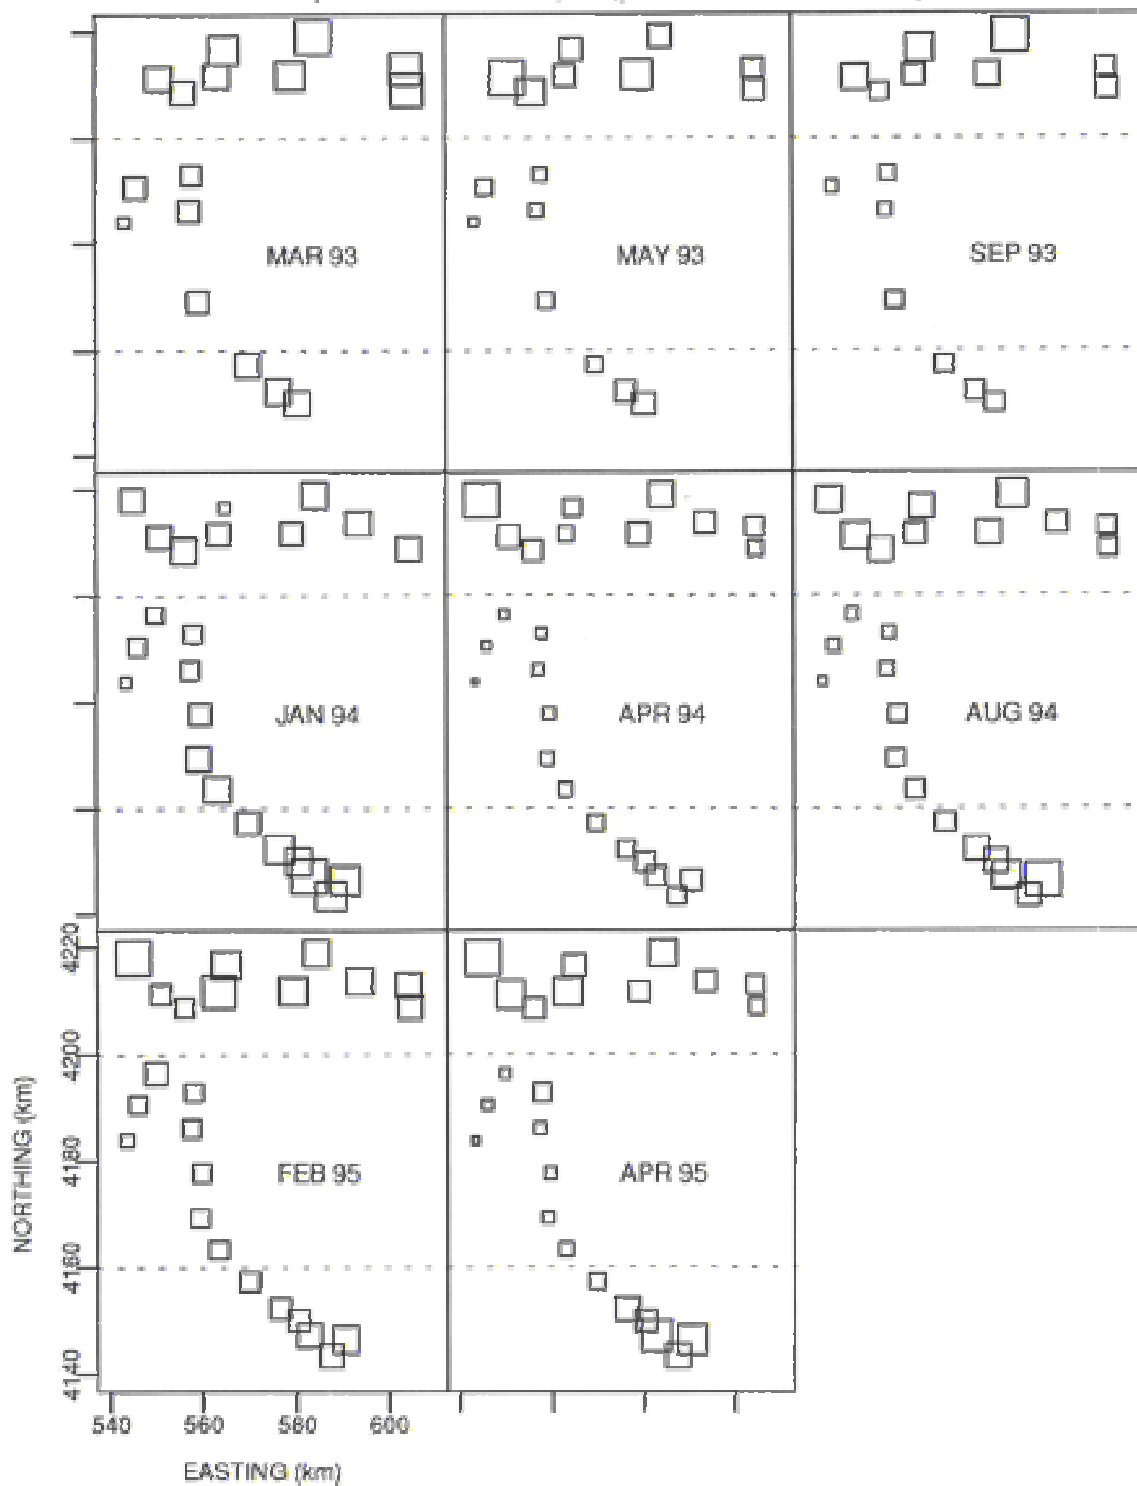 MAR 93
MAY 93
SEP 93
JAN 94
APR 94
AUG 94
FEB 95
APR 95
4220
4200
4180
4160
4140
NORTHING (km)
540 560 580 600
EASTING (km)